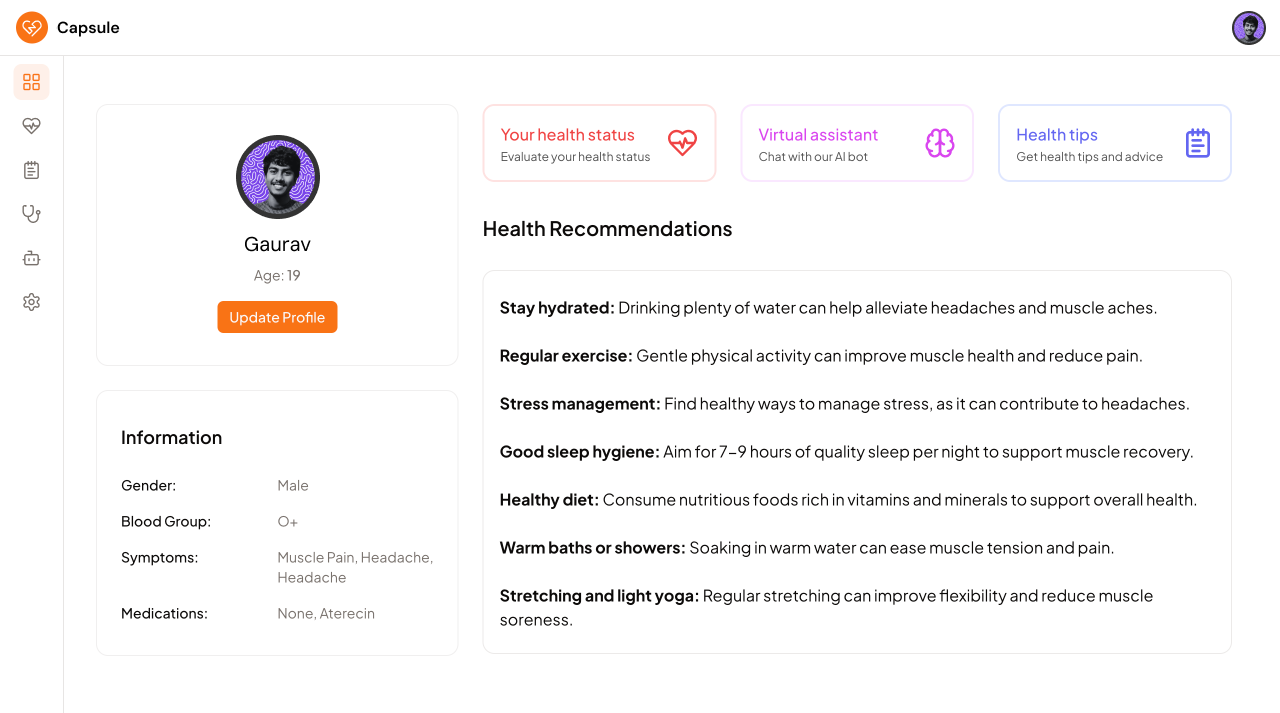 Capsule
Gaurav
Age: 19
Update Profile
Information
Gender: Male
Blood Group: O+
Symptoms: Muscle Pain, Headache,
Headache
Medications: None, Aterecin
Your health status
Evaluate your health status
Virtual assistant
Chat with our AI bot
Health tips
Get health tips and advice
Health Recommendations
Stay hydrated: Drinking plenty of water can help alleviate headaches and muscle aches.
Regular exercise: Gentle physical activity can improve muscle health and reduce pain.
Stress management: Find healthy ways to manage stress, as it can contribute to headaches.
Good sleep hygiene: Aim for 7–9 hours of quality sleep per night to support muscle recovery.
Healthy diet: Consume nutritious foods rich in vitamins and minerals to support overall health.
Warm baths or showers: Soaking in warm water can ease muscle tension and pain.
Stretching and light yoga: Regular stretching can improve flexibility and reduce muscle
soreness.